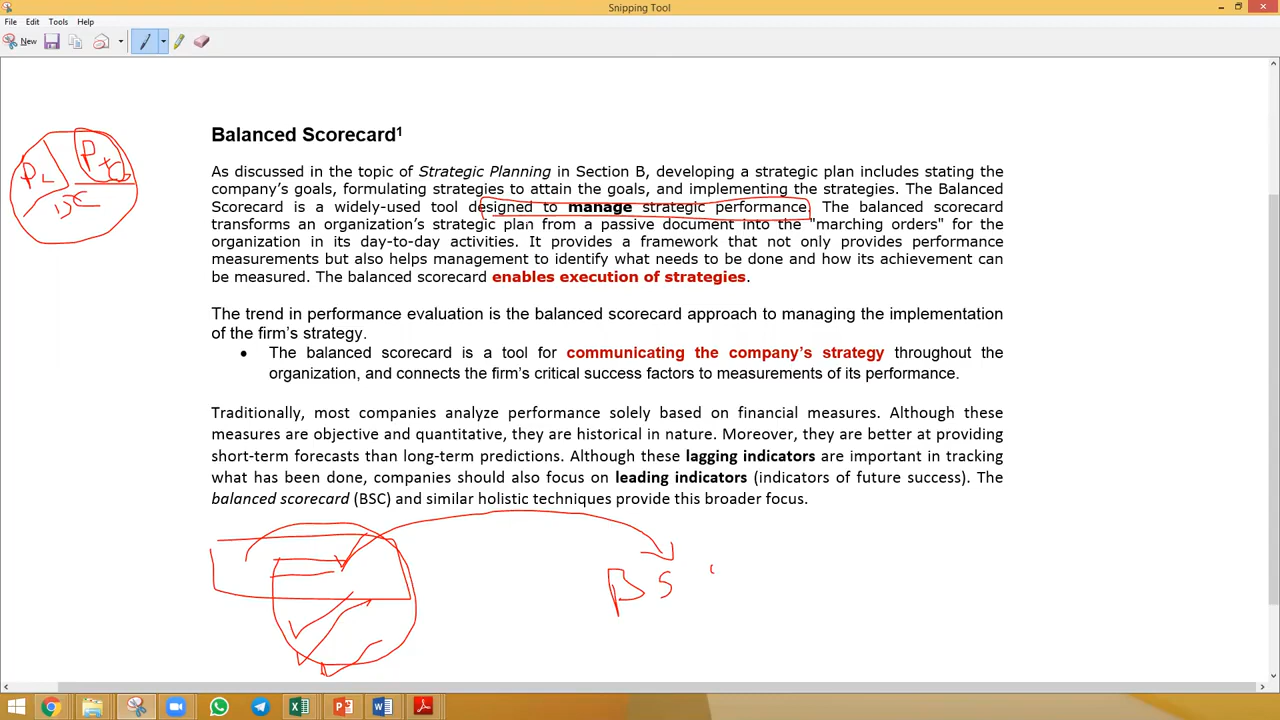 Snipping Tool
File Edit Tools Help
New
Balanced Scorecard¹
As discussed in the topic of Strategic Planning in Section B, developing a strategic plan includes stating the
company's goals, formulating strategies to attain the goals, and implementing the strategies. The Balanced
Scorecard is a widely-used tool designed to manage strategic performance. The balanced scorecard
transforms an organization's strategic plan from a passive document into the "marching orders" for the
organization in its day-to-day activities. It provides a framework that not only provides performance
measurements but also helps management to identify what needs to be done and how its achievement can
be measured. The balanced scorecard enables execution of strategies.
The trend in performance evaluation is the balanced scorecard approach to managing the implementation
of the firm's strategy.
• The balanced scorecard is a tool for communicating the company's strategy throughout the
organization, and connects the firm's critical success factors to measurements of its performance.
Traditionally, most companies analyze performance solely based on financial measures. Although these
measures are objective and quantitative, they are historical in nature. Moreover, they are better at providing
short-term forecasts than long-term predictions. Although these lagging indicators are important in tracking
what has been done, companies should also focus on leading indicators (indicators of future success). The
balanced scorecard (BSC) and similar holistic techniques provide this broader focus.
B S